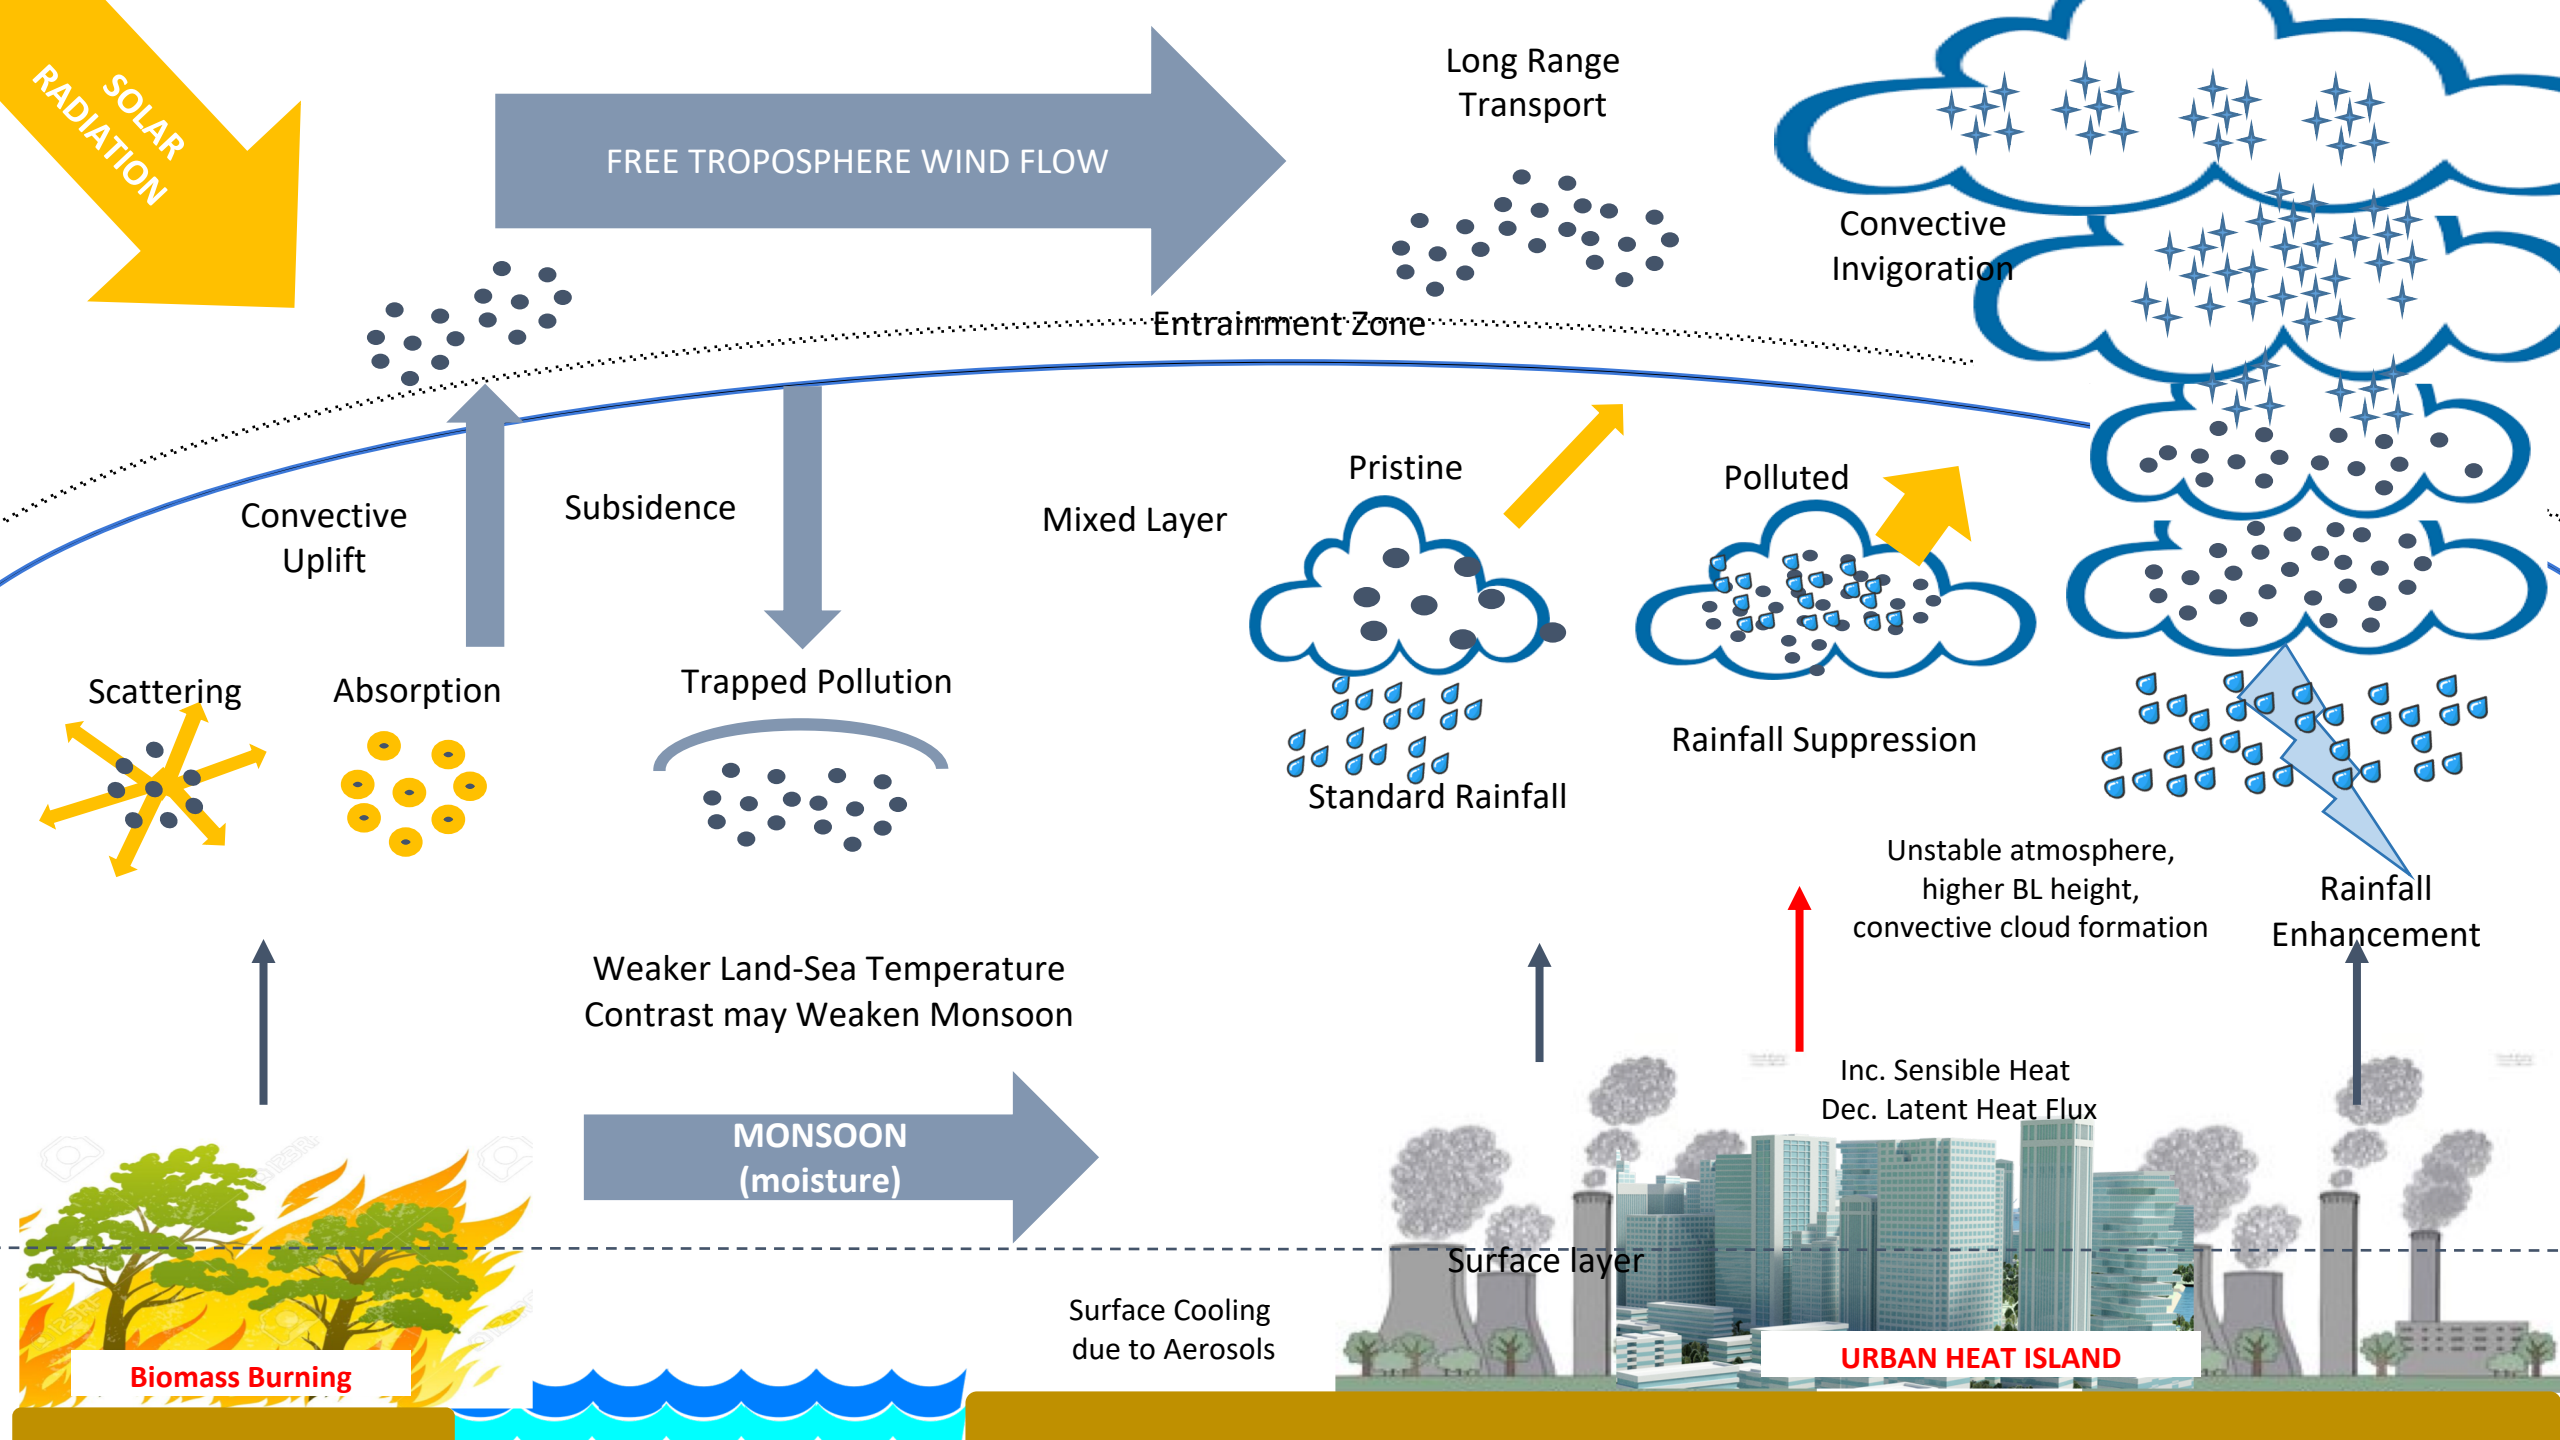 SOLAR
RADIATION
FREE TROPOSPHERE WIND FLOW
Long Range
Transport
Convective
Invigoration
Entrainment Zone
Convective
Uplift
Subsidence
Mixed Layer
Pristine
Polluted
Scattering
Absorption
Trapped Pollution
Standard Rainfall
Rainfall Suppression
Unstable atmosphere,
higher BL height,
convective cloud formation
Rainfall
Enhancement
Weaker Land-Sea Temperature
Contrast may Weaken Monsoon
MONSOON
(moisture)
Inc. Sensible Heat
Dec. Latent Heat Flux
Surface layer
Surface Cooling
due to Aerosols
Biomass Burning
URBAN HEAT ISLAND